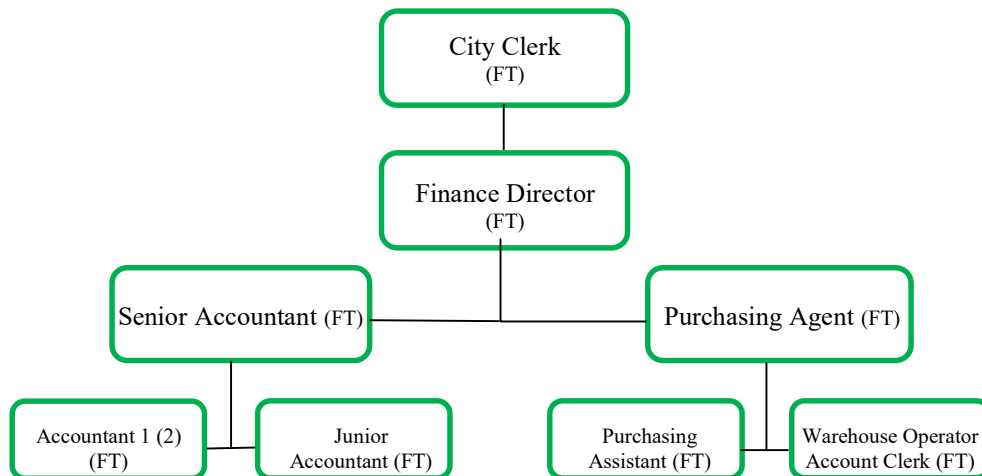 City Clerk
(FT)
Finance Director
(FT)
Senior Accountant (FT)
Purchasing Agent (FT)
Accountant 1 (2)
(FT)
Junior
Accountant (FT)
Purchasing
Assistant (FT)
Warehouse Operator
Account Clerk (FT)